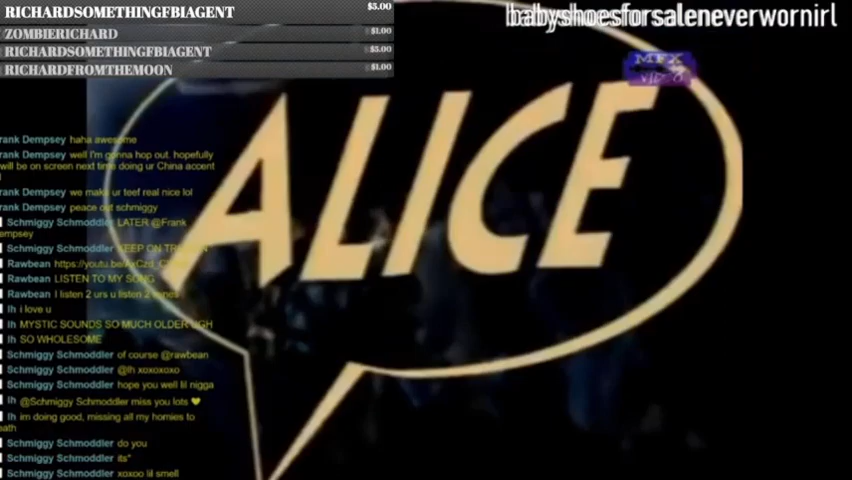 RICHARDSOMETHINGFBIAGENT $5.00
ZOMBIERICHARD $1.00
RICHARDSOMETHINGFBIAGENT $5.00
RICHARDFROMTHEMOON $1.00
babyshoesforsaleneverwornirl
MFX
VIDEO
ALICE
rank Dempsey haha awesome
rank Dempsey well I'm gonna hop out. hopefully
will be on screen next time doing ur China accent
l
rank Dempsey we make ur teef real nice lol
rank Dempsey peace out schmiggy
Schmiggy Schmoddler LATER @Frank
empsey
Schmiggy Schmoddler KEEP ON
Rawbean
Rawbean LISTEN TO MY SONG
Rawbean I listen 2 urs u listen 2 mines
lh i love u
lh MYSTIC SOUNDS SO MUCH OLDER UGH
lh SO WHOLESOME
Schmiggy Schmoddler of course @rawbean
Schmiggy Schmoddler @lh xoxoxoxo
Schmiggy Schmoddler hope you well lil nigga
lh @Schmiggy Schmoddler miss you lots 💛
lh im doing good, missing all my homies to
eath
Schmiggy Schmoddler do you
Schmiggy Schmoddler its*
Schmiggy Schmoddler xoxoo lil smell